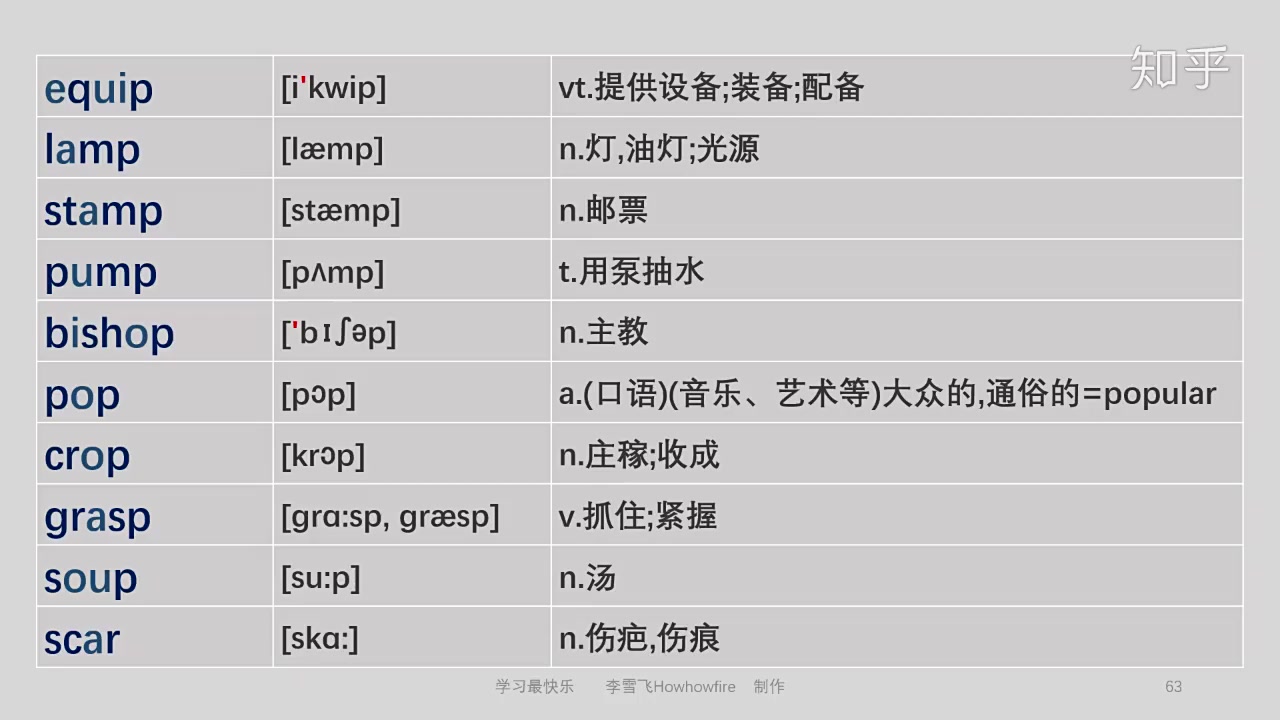 知乎
equip [i'kwip] vt.提供设备;装备;配备
lamp [læmp] n.灯,油灯;光源
stamp [stæmp] n.邮票
pump [pʌmp] t.用泵抽水
bishop ['bɪʃəp] n.主教
pop [pɔp] a.(口语)(音乐、艺术等)大众的,通俗的=popular
crop [krɔp] n.庄稼;收成
grasp [grɑ:sp, græsp] v.抓住;紧握
soup [su:p] n.汤
scar [skɑ:] n.伤疤,伤痕
学习最快乐 李雪飞Howhowfire 制作 63